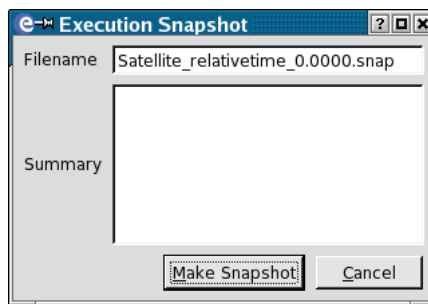 Execution Snapshot
Filename
Satellite_relativetime_0.0000.snap
Summary
Make Snapshot
Cancel